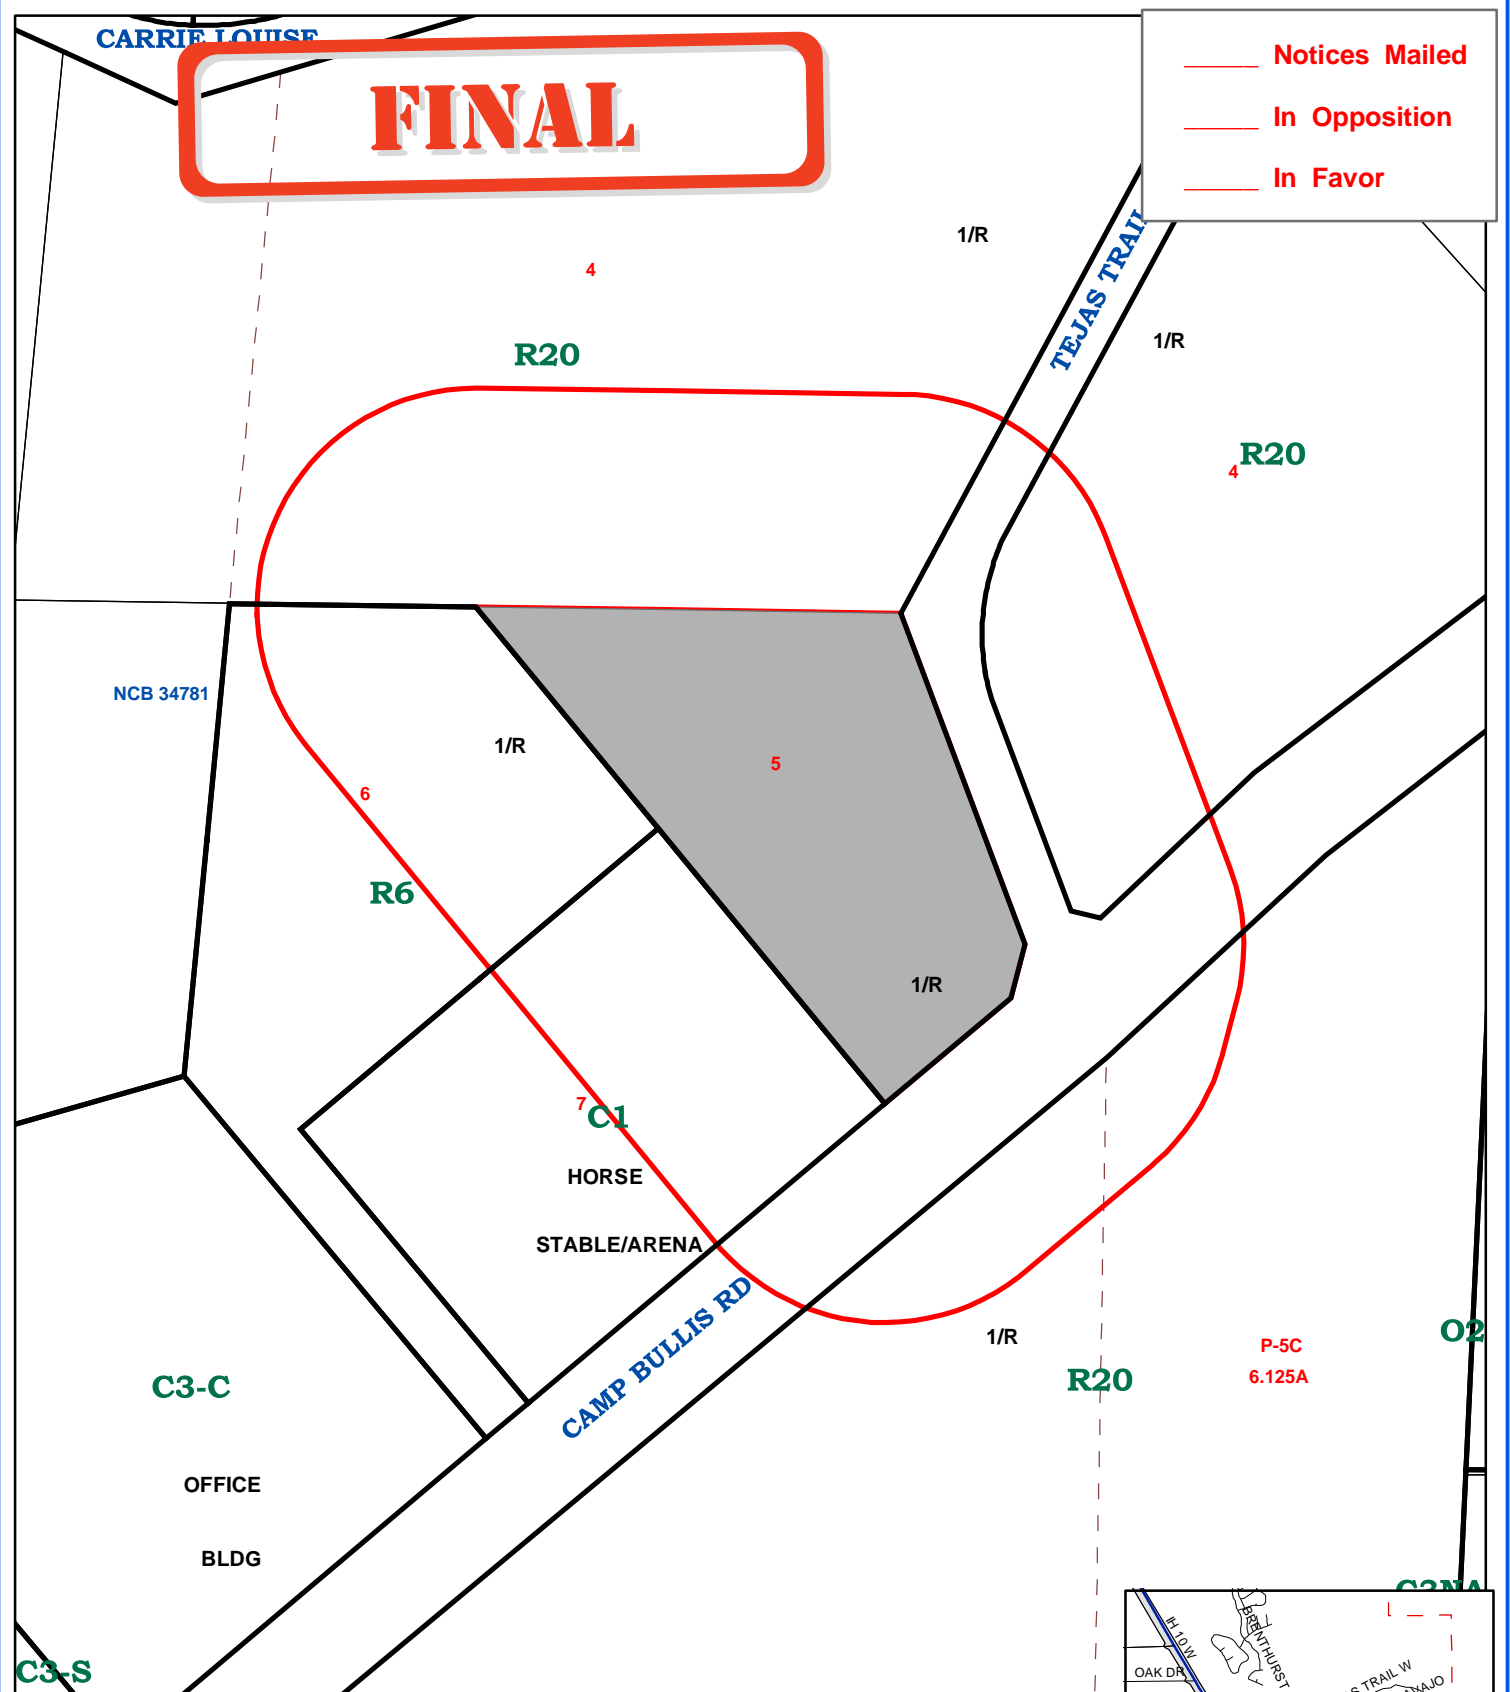 CARRIE LOUISE
FINAL
_____ Notices Mailed
_____ In Opposition
_____ In Favor
1/R
4
TEJAS TRAIL
1/R
R20
R20
4
NCB 34781
1/R
5
6
R6
1/R
7
C1
HORSE
STABLE/ARENA
CAMP BULLIS RD
1/R
O2
P-5C
6.125A
R20
C3-C
OFFICE
BLDG
C3NA
IH 10 W
BRENTHURST
OAK DR
TRAIL W
C3-S